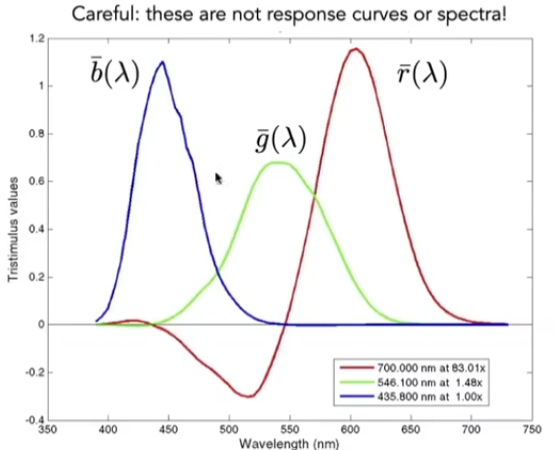 Careful: these are not response curves or spectra!
1.2
1
0.8
0.6
0.4
0.2
0
-0.2
-0.4
Tristimulus values
b̄(λ)
ḡ(λ)
r̄(λ)
700.000 nm at 83.01x
546.100 nm at 1.48x
435.800 nm at 1.00x
350 400 450 500 550 600 650 700 750
Wavelength (nm)